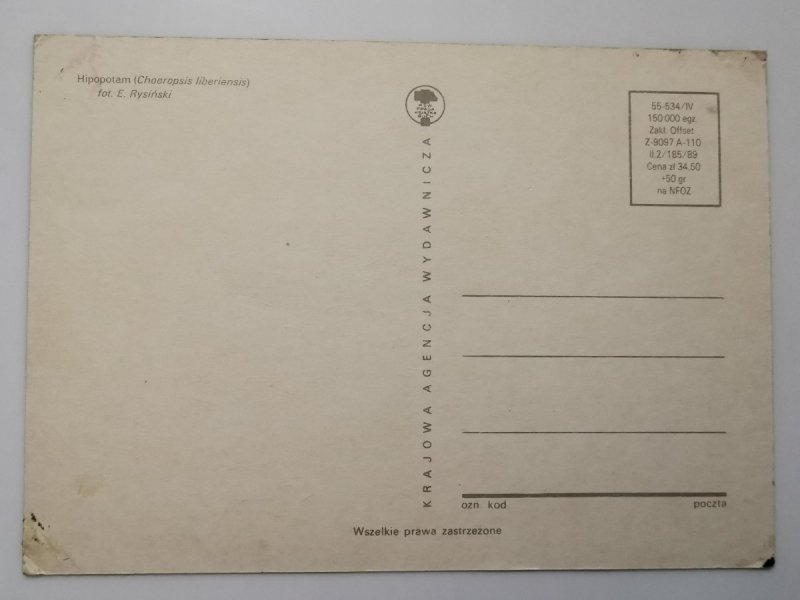 Hipopotam (Choeropsis liberiensis)
fot. E. Rysiński
KRAJOWA AGENCJA WYDAWNICZA
55-534/IV
150 000 egz.
Zakł. Offset
Z-9097 A-110
II.2/185/89
Cena zł 34,50
+50 gr
na NFOZ
ozn. kod
poczta
Wszelkie prawa zastrzeżone